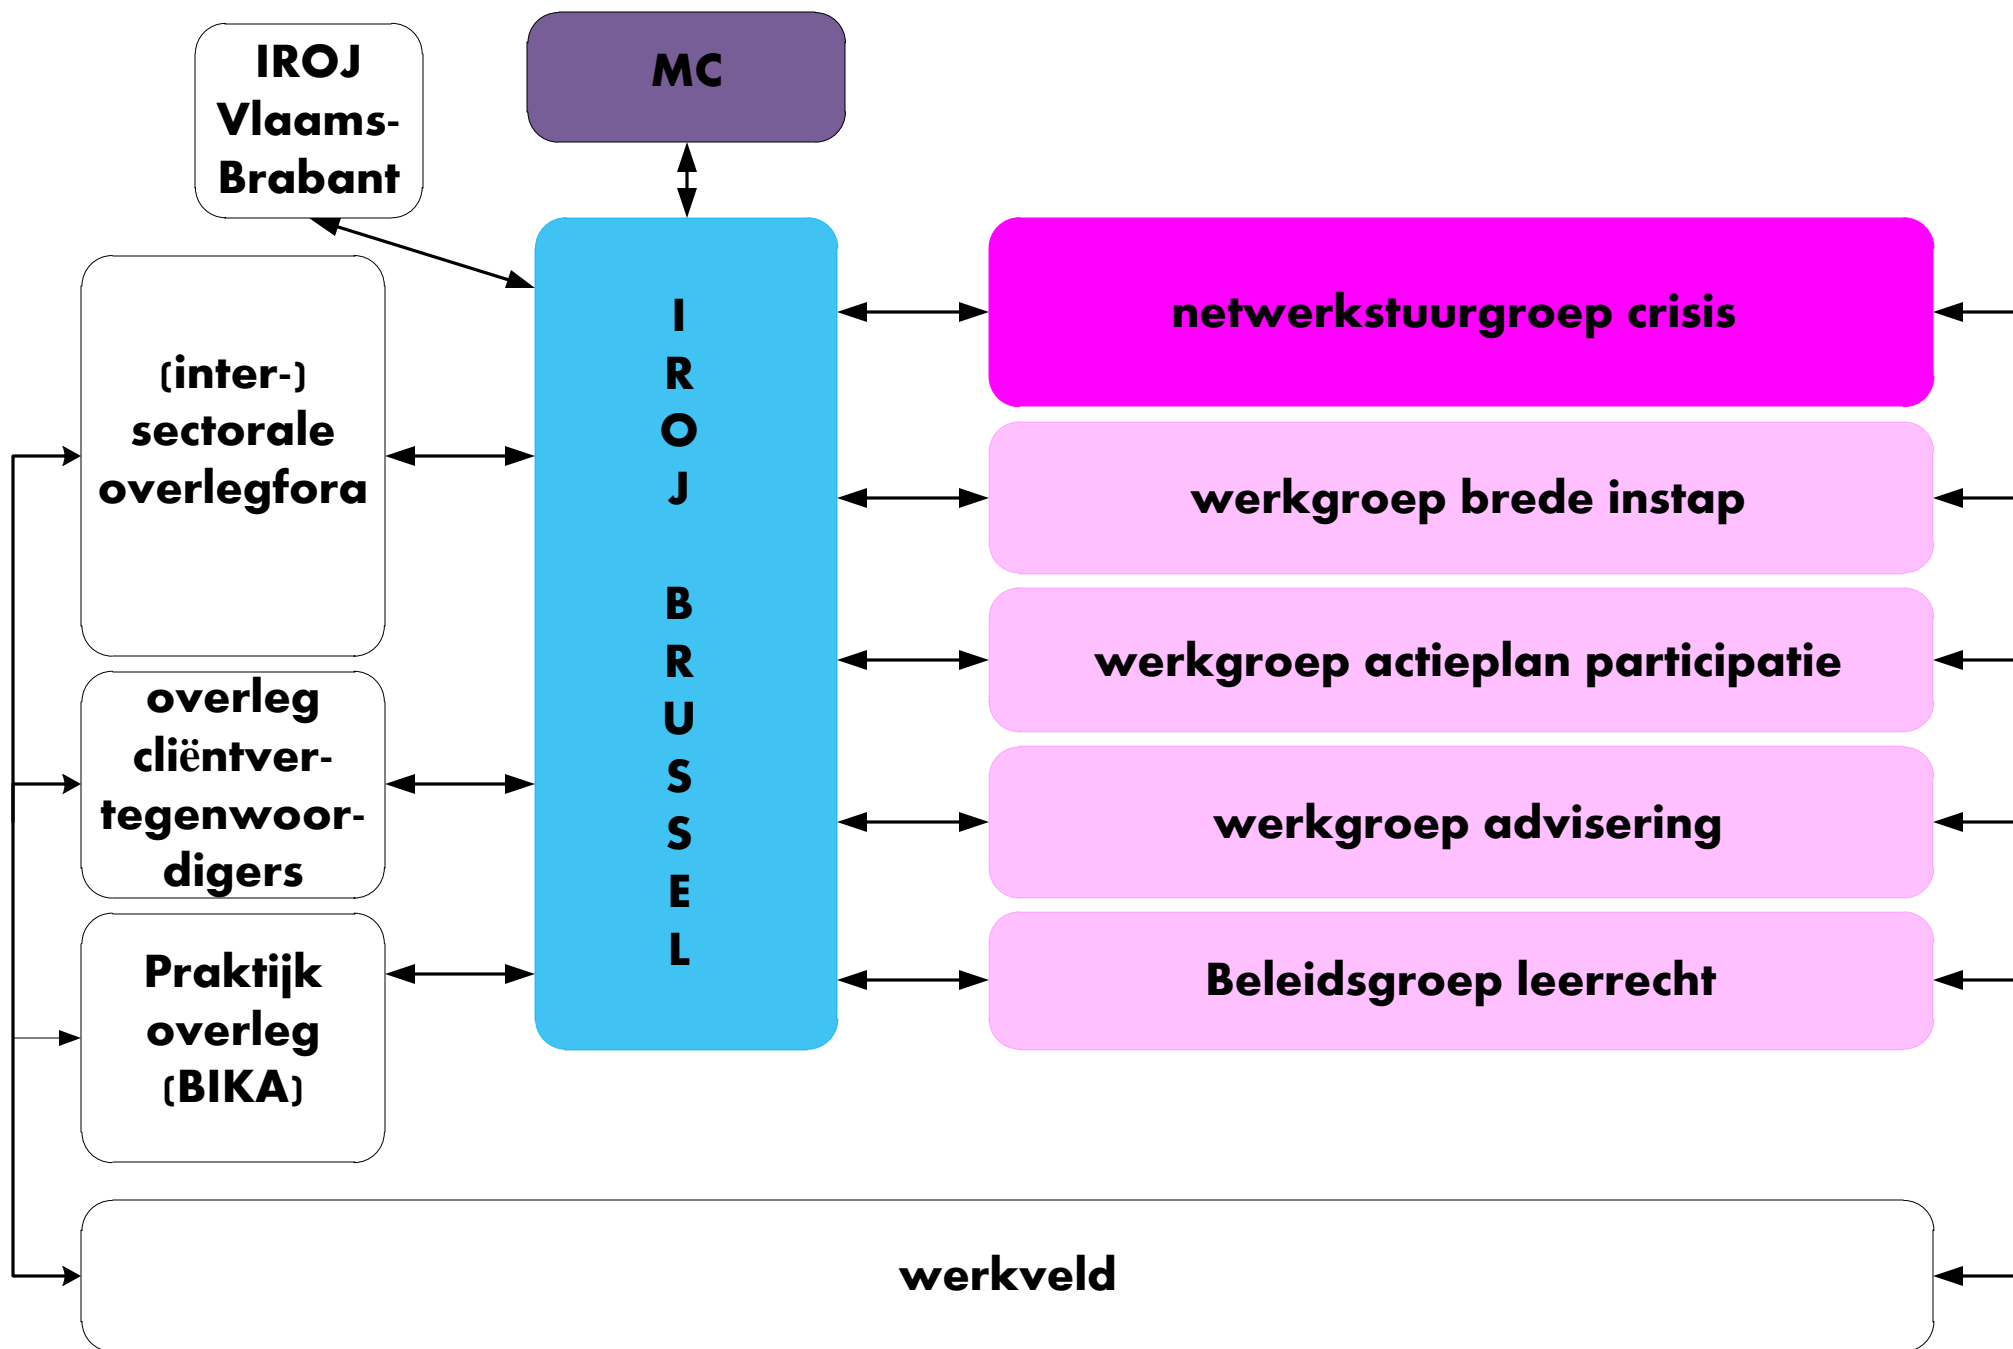 IROJ
Vlaams-
Brabant
MC
(inter-)
sectorale
overlegfora
overleg
cliëntver-
tegenwoor-
digers
Praktijk
overleg
(BIKA)
I
R
O
J
B
R
U
S
S
E
L
netwerkstuurgroep crisis
werkgroep brede instap
werkgroep actieplan participatie
werkgroep advisering
Beleidsgroep leerrecht
werkveld